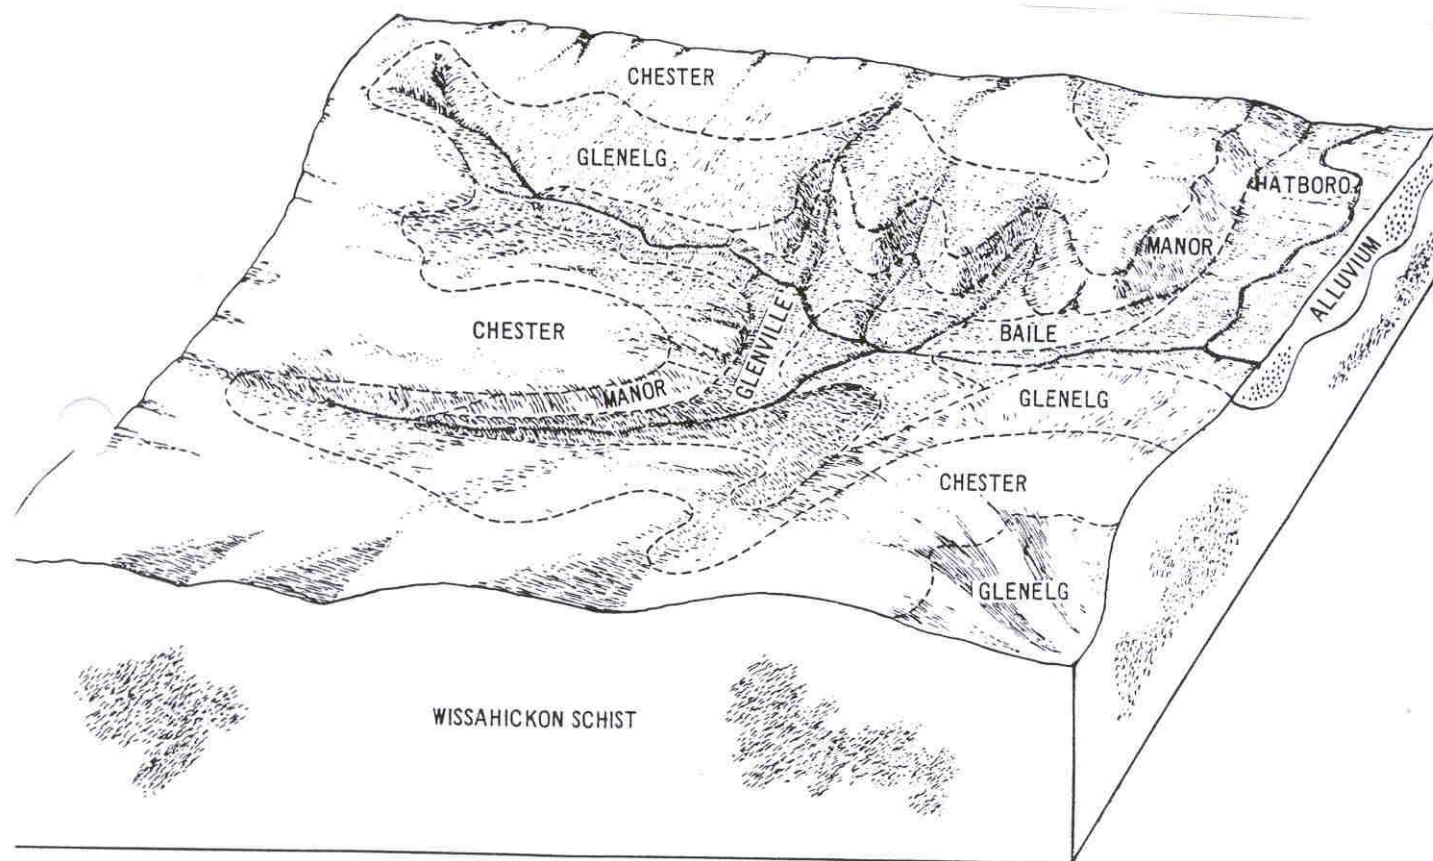 CHESTER
GLENELG
HATBORO
MANOR
ALLUVIUM
CHESTER
GLENVILLE
BAILE
MANOR
GLENELG
CHESTER
GLENELG
WISSAHICKON SCHIST